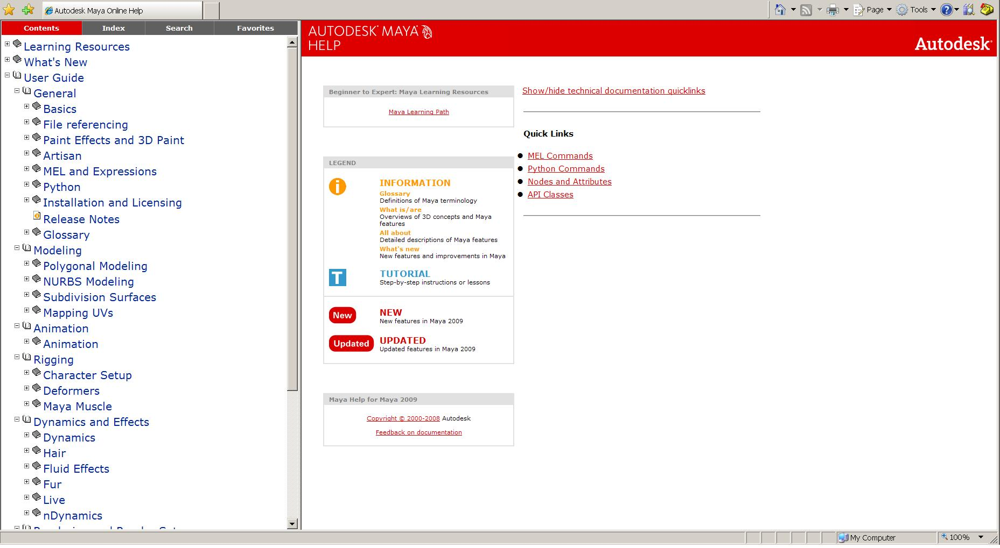 Autodesk Maya Online Help
Page
Tools
Contents
Index
Search
Favorites
Learning Resources
What's New
User Guide
General
Basics
File referencing
Paint Effects and 3D Paint
Artisan
MEL and Expressions
Python
Installation and Licensing
Release Notes
Glossary
Modeling
Polygonal Modeling
NURBS Modeling
Subdivision Surfaces
Mapping UVs
Animation
Animation
Rigging
Character Setup
Deformers
Maya Muscle
Dynamics and Effects
Dynamics
Hair
Fluid Effects
Fur
Live
nDynamics
AUTODESK® MAYA®
HELP
Autodesk®
Beginner to Expert: Maya Learning Resources
Maya Learning Path
LEGEND
i
INFORMATION
Glossary
Definitions of Maya terminology
What is/are
Overviews of 3D concepts and Maya
features
All about
Detailed descriptions of Maya features
What's new
New features and improvements in Maya
T
TUTORIAL
Step-by-step instructions or lessons
New
NEW
New features in Maya 2009
Updated
UPDATED
Updated features in Maya 2009
Maya Help for Maya 2009
Copyright © 2000-2008 Autodesk
Feedback on documentation
Show/hide technical documentation quicklinks
Quick Links
MEL Commands
Python Commands
Nodes and Attributes
API Classes
My Computer
100%